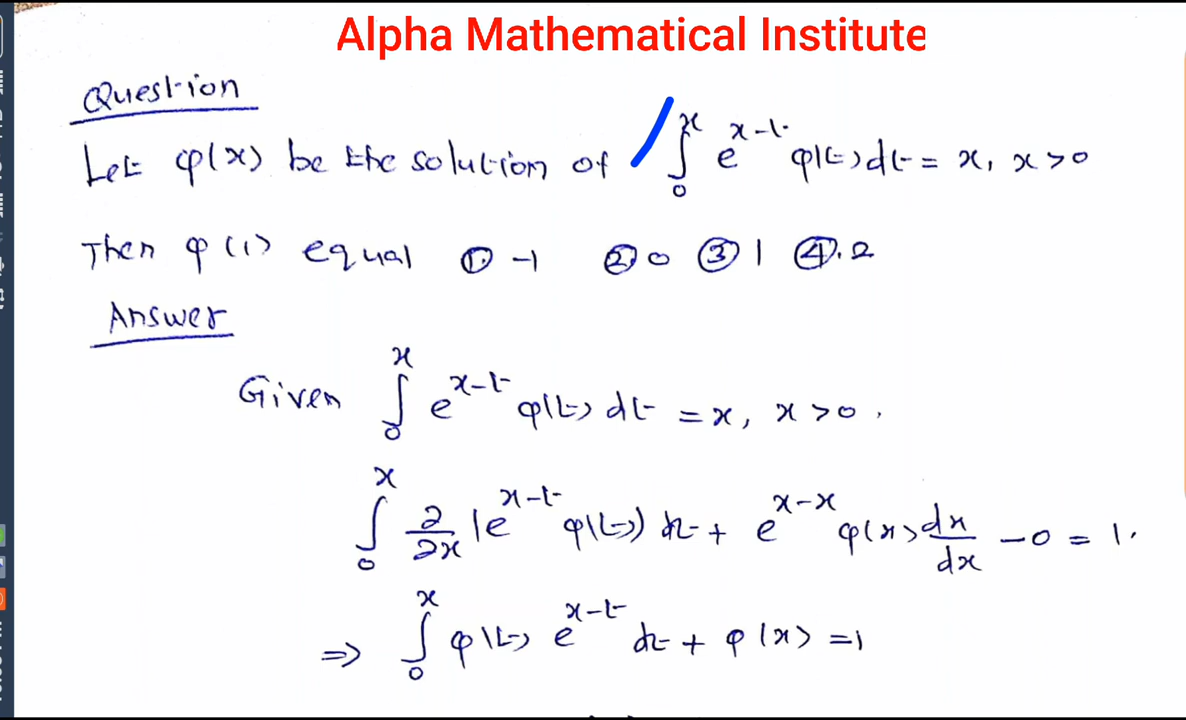 Alpha Mathematical Institute
Question
Let φ(x) be the solution of ∫₀ˣ e^(x-t) φ(t) dt = x, x > 0
Then φ(1) equal ① -1 ② 0 ③ 1 ④ 2
Answer
Given ∫₀ˣ e^(x-t) φ(t) dt = x, x > 0.
∫₀ˣ ∂/∂x (e^(x-t) φ(t)) dt + e^(x-x) φ(x) dx/dx - 0 = 1.
⇒ ∫₀ˣ φ(t) e^(x-t) dt + φ(x) = 1